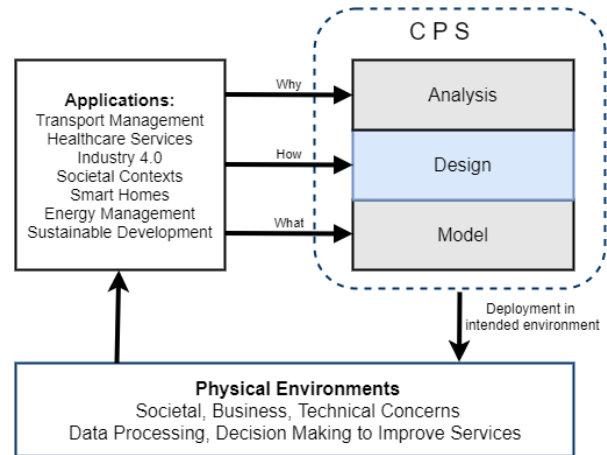 C P S
Applications:
Transport Management
Healthcare Services
Industry 4.0
Societal Contexts
Smart Homes
Energy Management
Sustainable Development
Why
How
What
Analysis
Design
Model
Deployment in
intended environment
Physical Environments
Societal, Business, Technical Concerns
Data Processing, Decision Making to Improve Services